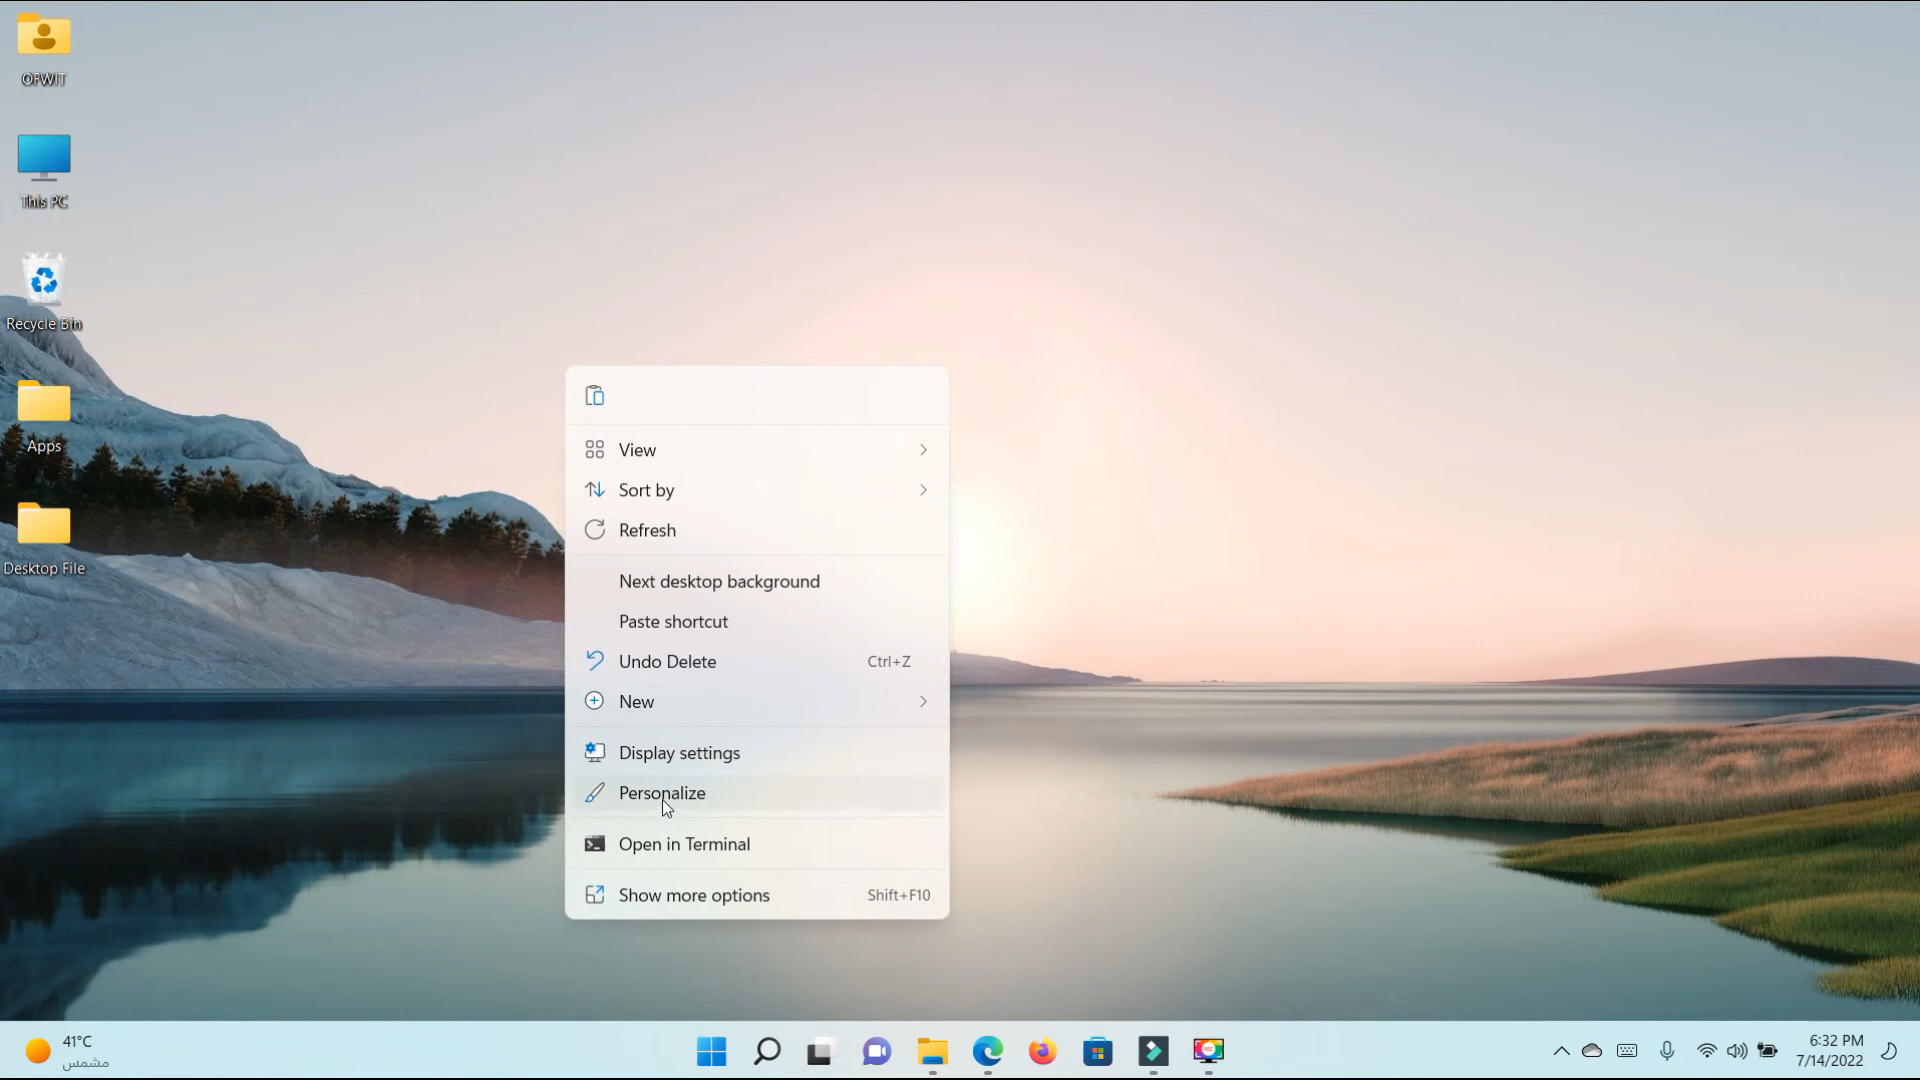 OFWIT
This PC
Recycle Bin
Apps
Desktop File
View
Sort by
Refresh
Next desktop background
Paste shortcut
Undo Delete Ctrl+Z
New
Display settings
Personalize
Open in Terminal
Show more options Shift+F10
41°C
مشمس
6:32 PM
7/14/2022